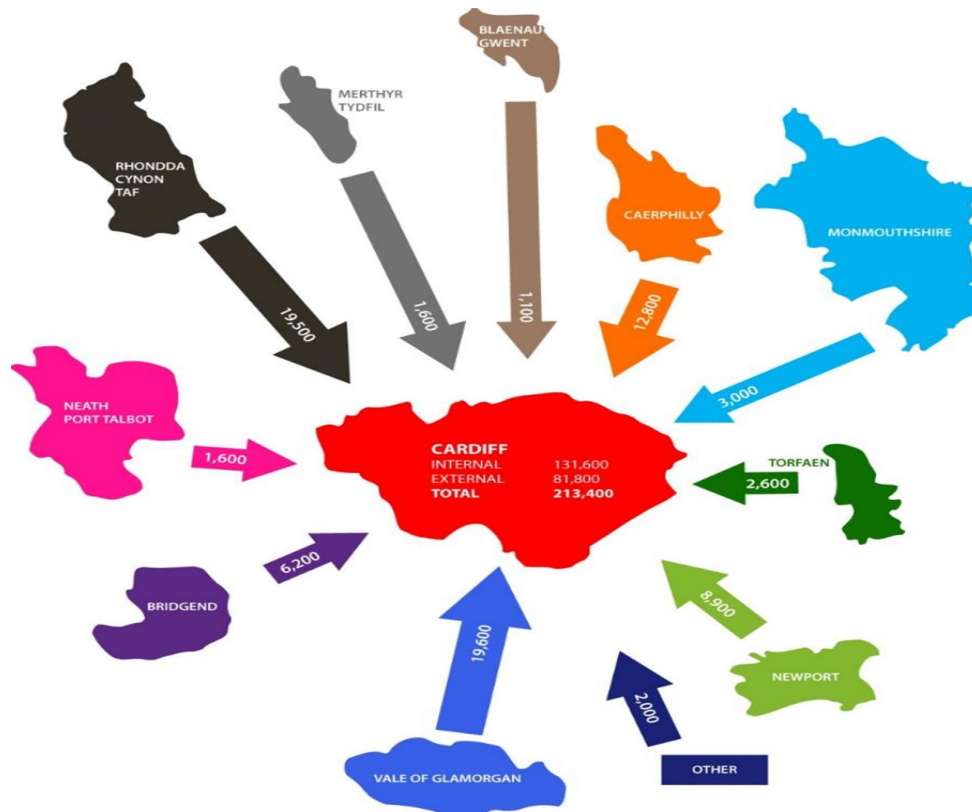 BLAENAU
GWENT
MERTHYR
TYDFIL
RHONDDA
CYNON
TAF
CAERPHILLY
MONMOUTHSHIRE
19,500
1,600
1,100
12,800
3,000
NEATH
PORT TALBOT
1,600
CARDIFF
INTERNAL 131,600
EXTERNAL 81,800
TOTAL 213,400
TORFAEN
2,600
6,200
BRIDGEND
19,600
8,900
2,000
NEWPORT
VALE OF GLAMORGAN
OTHER